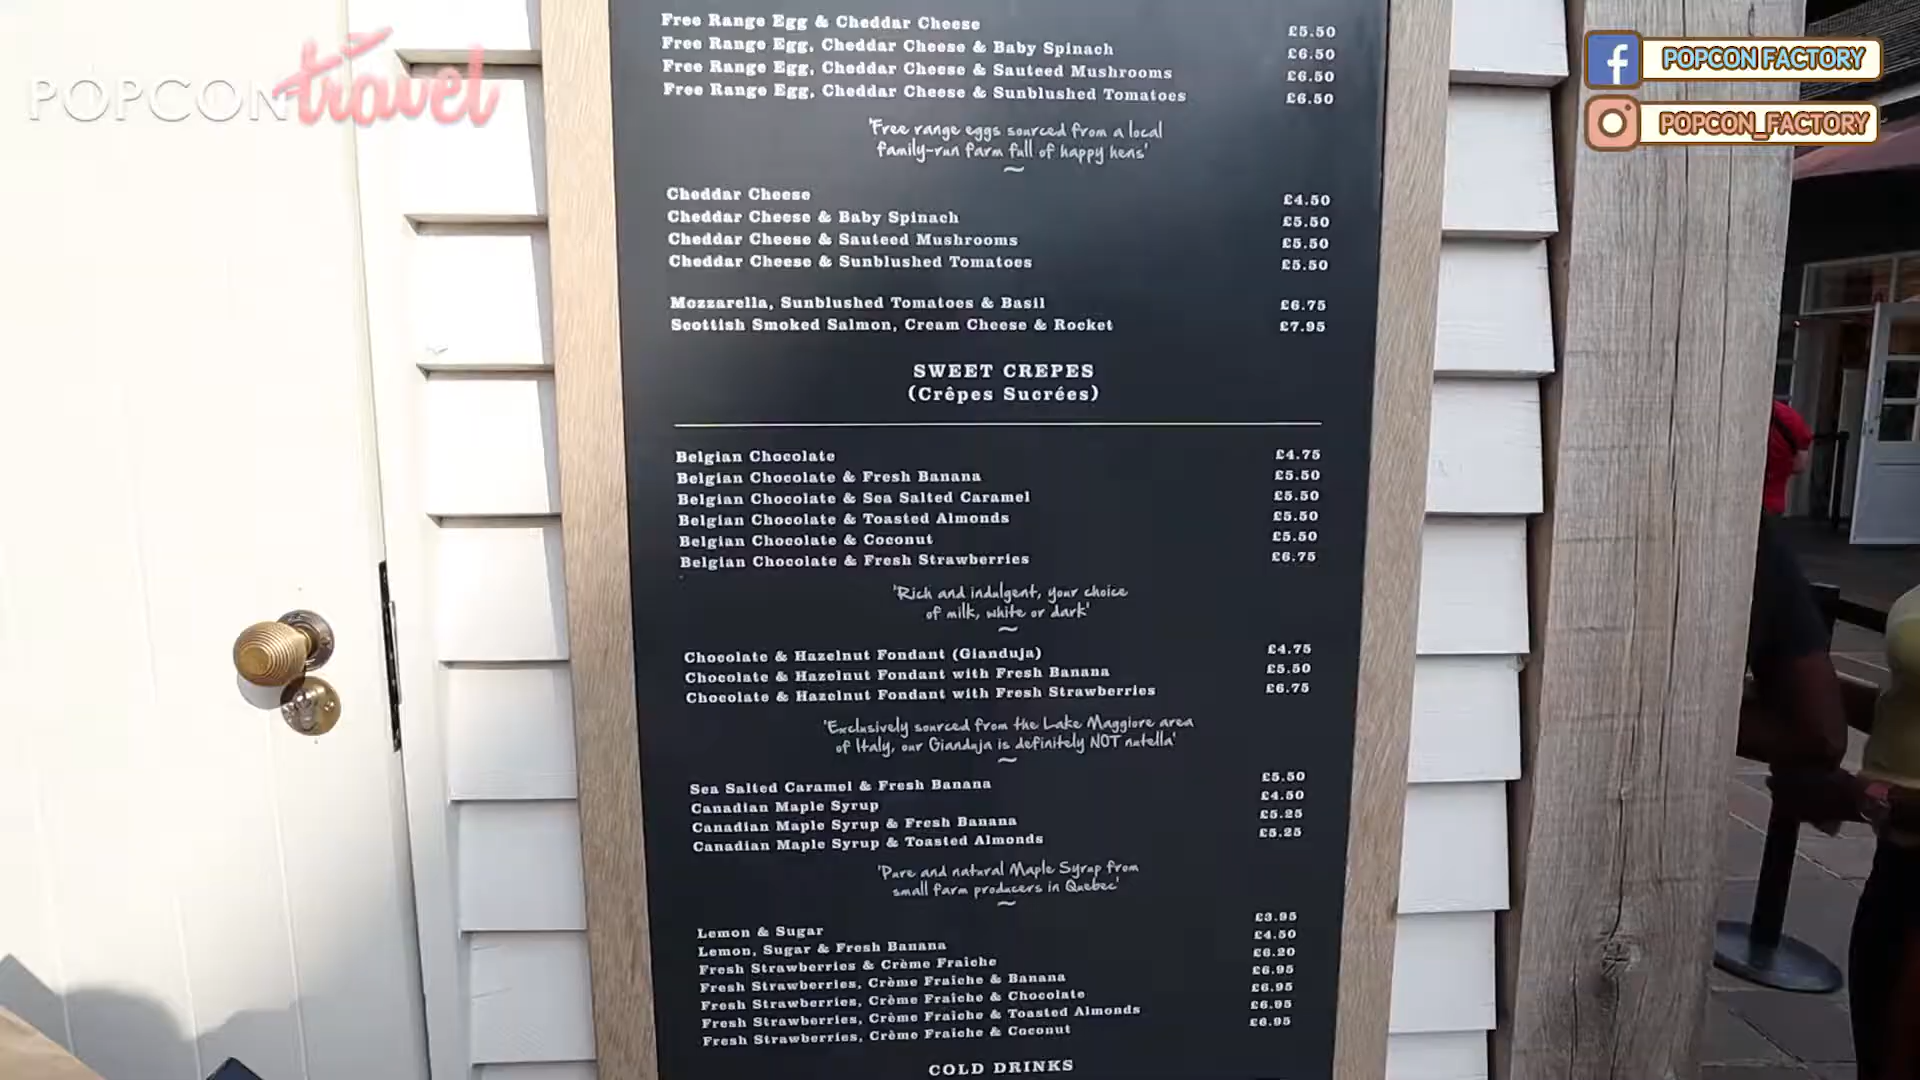 POPCON travel
POPCON FACTORY
POPCON_FACTORY
Free Range Egg & Cheddar Cheese £5.50
Free Range Egg, Cheddar Cheese & Baby Spinach £6.50
Free Range Egg, Cheddar Cheese & Sauteed Mushrooms £6.50
Free Range Egg, Cheddar Cheese & Sunblushed Tomatoes £6.50
'Free range eggs sourced from a local
family-run farm full of happy hens'
Cheddar Cheese £4.50
Cheddar Cheese & Baby Spinach £5.50
Cheddar Cheese & Sauteed Mushrooms £5.50
Cheddar Cheese & Sunblushed Tomatoes £5.50
Mozzarella, Sunblushed Tomatoes & Basil £6.75
Scottish Smoked Salmon, Cream Cheese & Rocket £7.95
SWEET CREPES
(Crêpes Sucrées)
Belgian Chocolate £4.75
Belgian Chocolate & Fresh Banana £5.50
Belgian Chocolate & Sea Salted Caramel £5.50
Belgian Chocolate & Toasted Almonds £5.50
Belgian Chocolate & Coconut £5.50
Belgian Chocolate & Fresh Strawberries £6.75
'Rich and indulgent, your choice
of milk, white or dark'
Chocolate & Hazelnut Fondant (Gianduja) £4.75
Chocolate & Hazelnut Fondant with Fresh Banana £5.50
Chocolate & Hazelnut Fondant with Fresh Strawberries £6.75
'Exclusively sourced from the Lake Maggiore area
of Italy, our Gianduja is definitely NOT nutella'
Sea Salted Caramel & Fresh Banana £5.50
Canadian Maple Syrup £4.50
Canadian Maple Syrup & Fresh Banana £5.25
Canadian Maple Syrup & Toasted Almonds £5.25
'Pure and natural Maple Syrup from
small farm producers in Quebec'
Lemon & Sugar £3.95
Lemon, Sugar & Fresh Banana £4.50
Fresh Strawberries & Crème Fraiche £6.20
Fresh Strawberries, Crème Fraiche & Banana £6.95
Fresh Strawberries, Crème Fraiche & Chocolate £6.95
Fresh Strawberries, Crème Fraiche & Toasted Almonds £6.95
Fresh Strawberries, Crème Fraiche & Coconut £6.95
COLD DRINKS